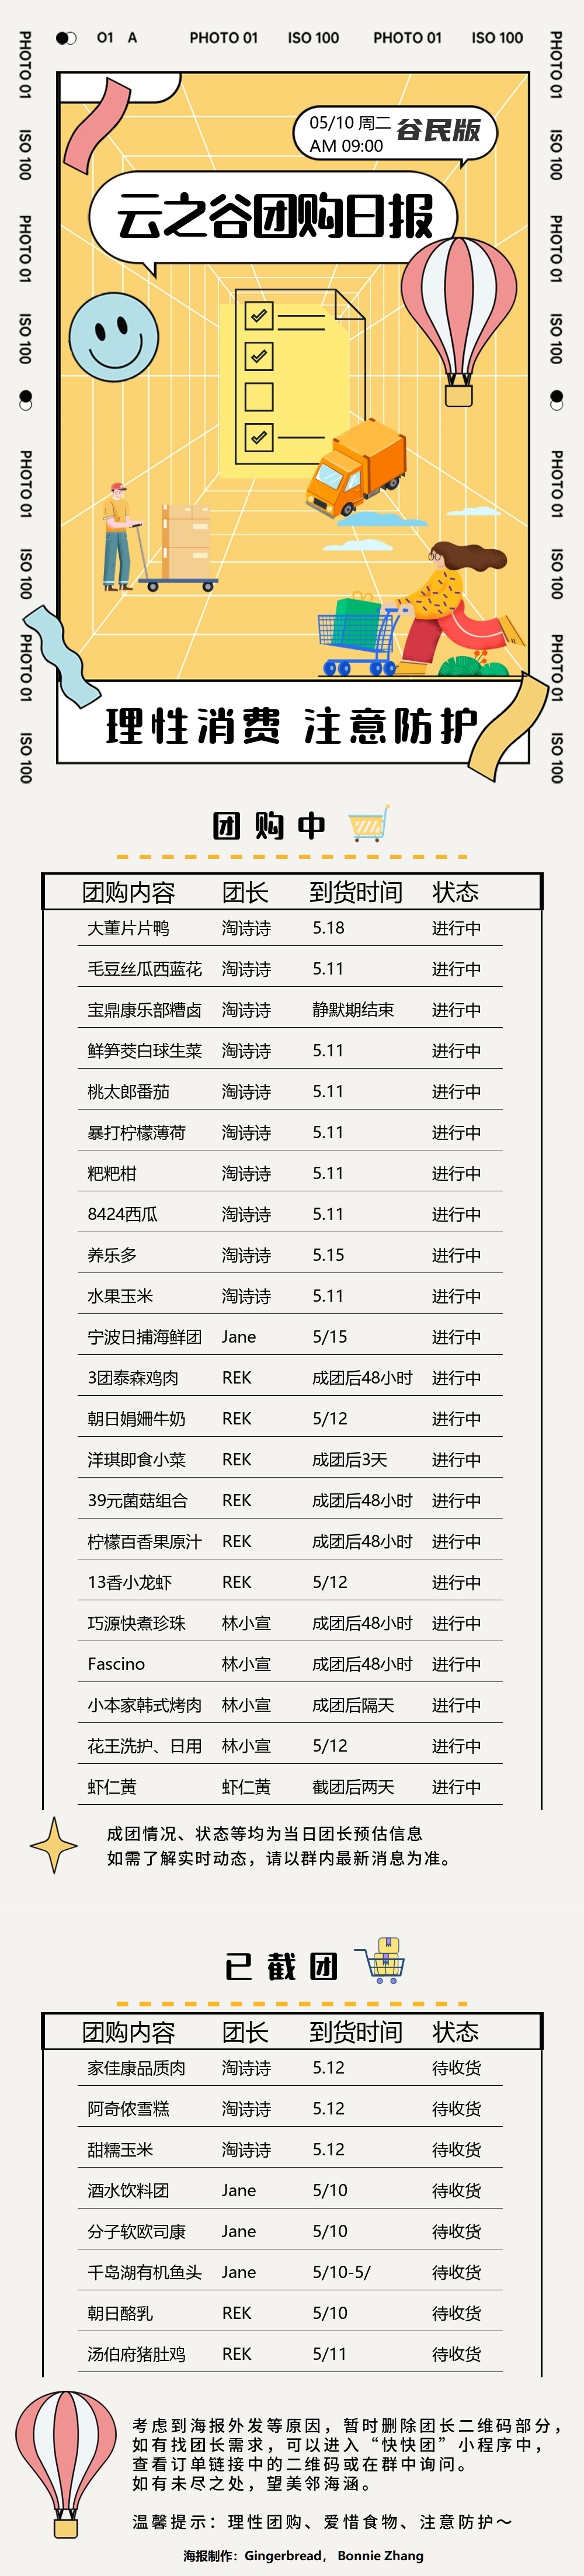 O1 A PHOTO 01 ISO 100 PHOTO 01 ISO 100
PHOTO 01 ISO 100 PHOTO 01 ISO 100 PHOTO 01 ISO 100 PHOTO 01 ISO 100
PHOTO 01 ISO 100 PHOTO 01 ISO 100 PHOTO 01 ISO 100 PHOTO 01 ISO 100
05/10 周二
AM 09:00
谷民版
云之谷团购日报
理性消费 注意防护
团购中
团购内容 团长 到货时间 状态
大董片片鸭 淘诗诗 5.18 进行中
毛豆丝瓜西蓝花 淘诗诗 5.11 进行中
宝鼎康乐部糟卤 淘诗诗 静默期结束 进行中
鲜笋茭白球生菜 淘诗诗 5.11 进行中
桃太郎番茄 淘诗诗 5.11 进行中
暴打柠檬薄荷 淘诗诗 5.11 进行中
粑粑柑 淘诗诗 5.11 进行中
8424西瓜 淘诗诗 5.11 进行中
养乐多 淘诗诗 5.15 进行中
水果玉米 淘诗诗 5.11 进行中
宁波日捕海鲜团 Jane 5/15 进行中
3团泰森鸡肉 REK 成团后48小时 进行中
朝日娟姗牛奶 REK 5/12 进行中
洋琪即食小菜 REK 成团后3天 进行中
39元菌菇组合 REK 成团后48小时 进行中
柠檬百香果原汁 REK 成团后48小时 进行中
13香小龙虾 REK 5/12 进行中
巧源快煮珍珠 林小宣 成团后48小时 进行中
Fascino 林小宣 成团后48小时 进行中
小本家韩式烤肉 林小宣 成团后隔天 进行中
花王洗护、日用 林小宣 5/12 进行中
虾仁黄 虾仁黄 截团后两天 进行中
成团情况、状态等均为当日团长预估信息
如需了解实时动态，请以群内最新消息为准。
已截团
团购内容 团长 到货时间 状态
家佳康品质肉 淘诗诗 5.12 待收货
阿奇侬雪糕 淘诗诗 5.12 待收货
甜糯玉米 淘诗诗 5.12 待收货
酒水饮料团 Jane 5/10 待收货
分子软欧司康 Jane 5/10 待收货
千岛湖有机鱼头 Jane 5/10-5/ 待收货
朝日酪乳 REK 5/10 待收货
汤伯府猪肚鸡 REK 5/11 待收货
考虑到海报外发等原因，暂时删除团长二维码部分，
如有找团长需求，可以进入“快快团”小程序中，
查看订单链接中的二维码或在群中询问。
如有未尽之处，望美邻海涵。
温馨提示：理性团购、爱惜食物、注意防护～
海报制作：Gingerbread， Bonnie Zhang